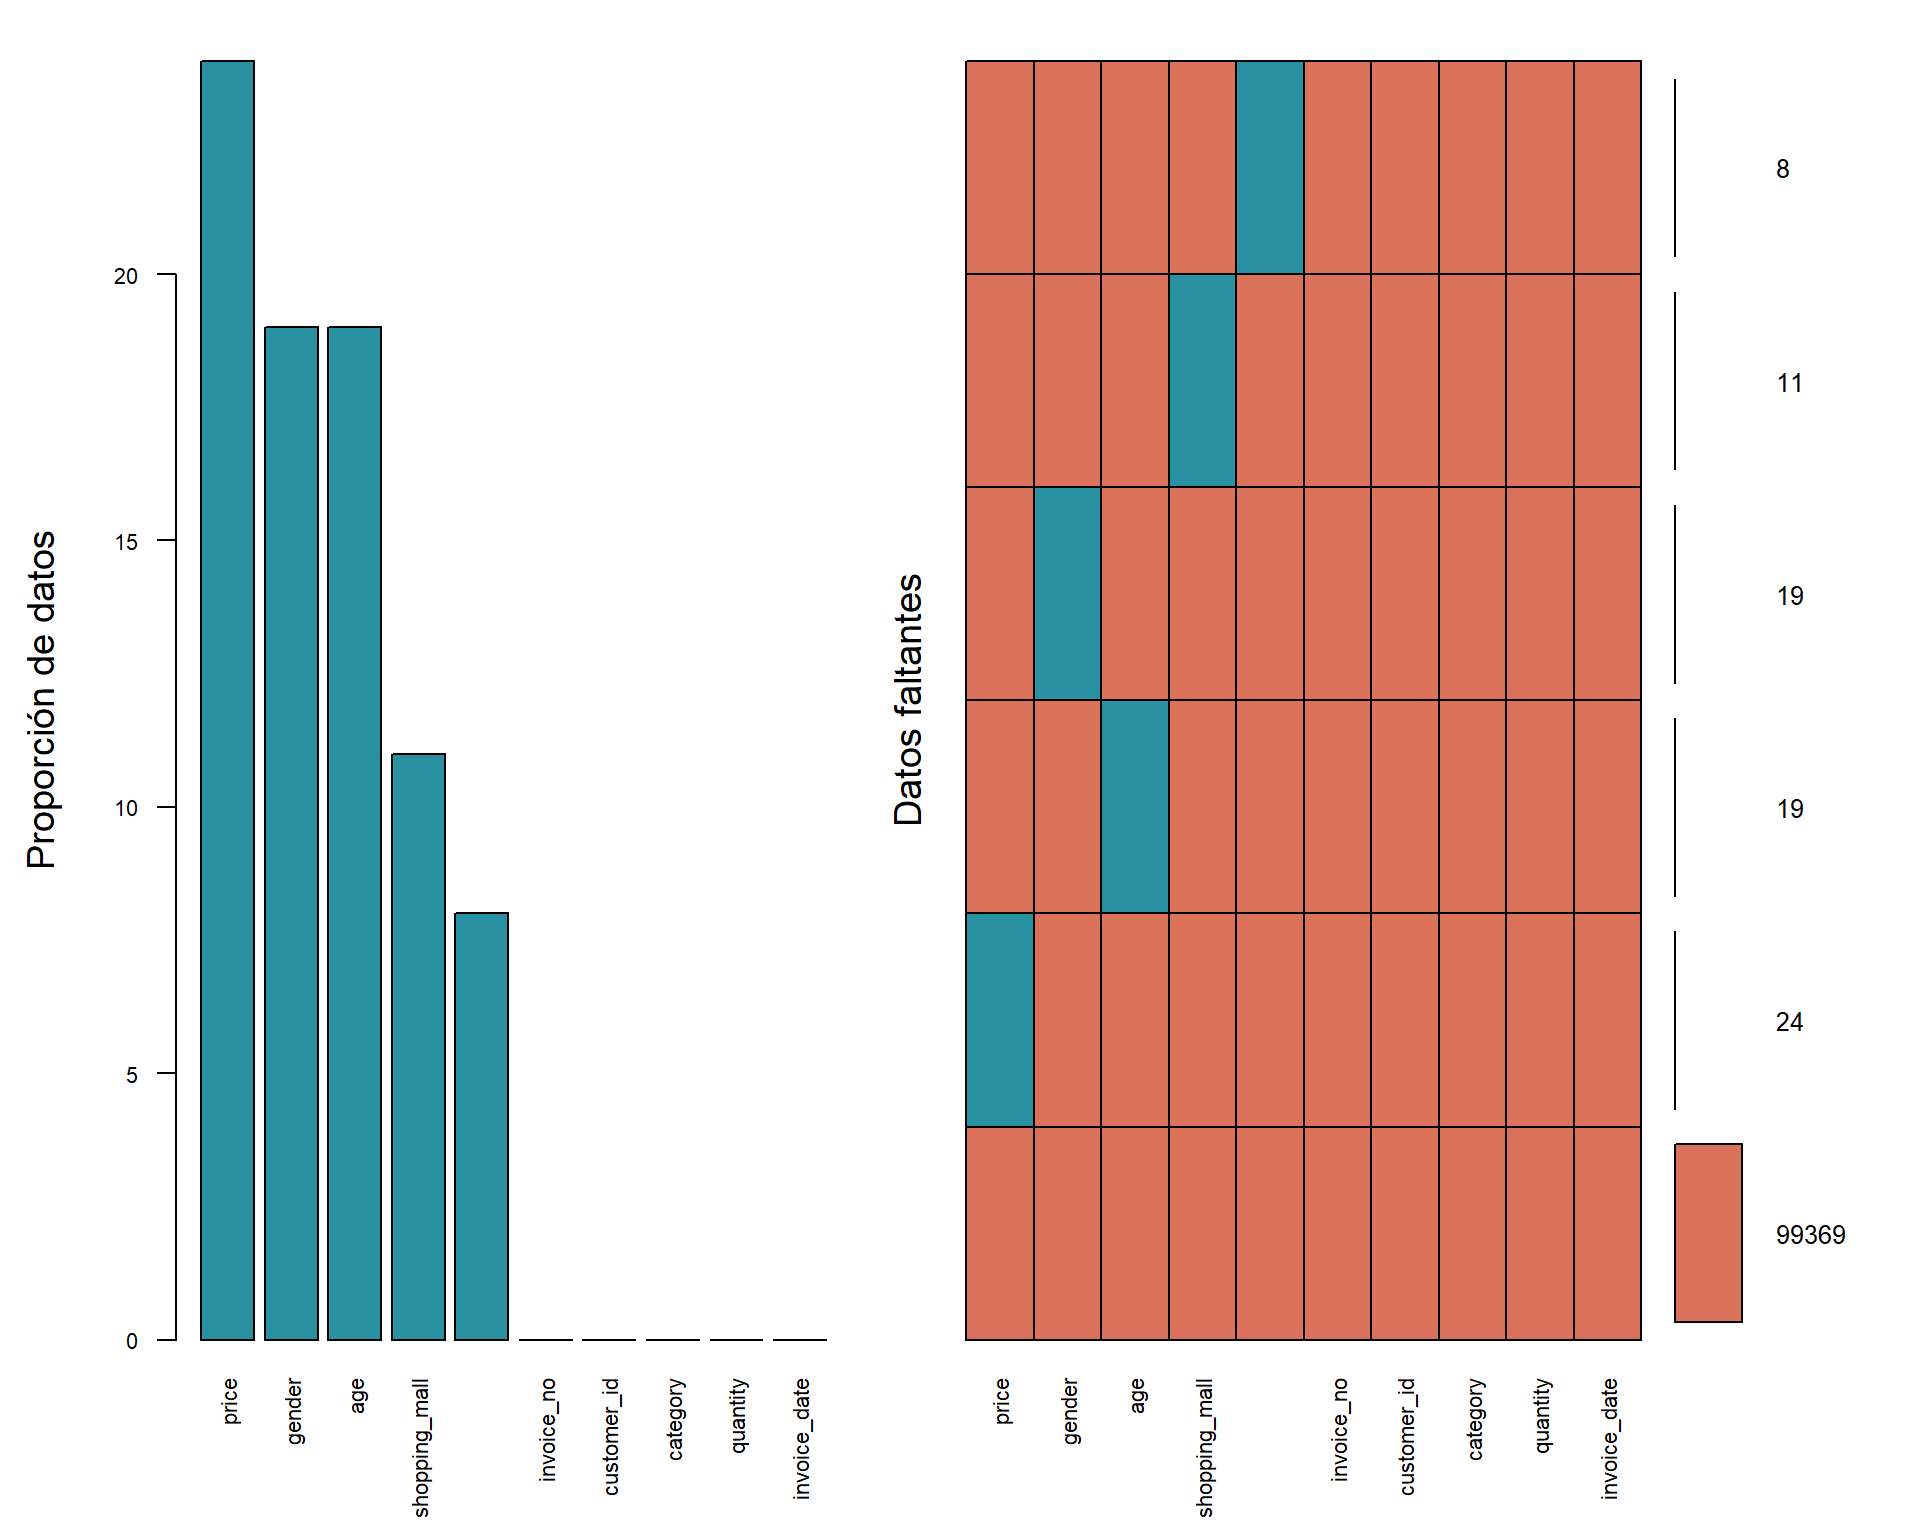 Proporción de datos
20
15
10
5
0
price
gender
age
shopping_mall
invoice_no
customer_id
category
quantity
invoice_date
Datos faltantes
price
gender
age
shopping_mall
invoice_no
customer_id
category
quantity
invoice_date
8
11
19
19
24
99369